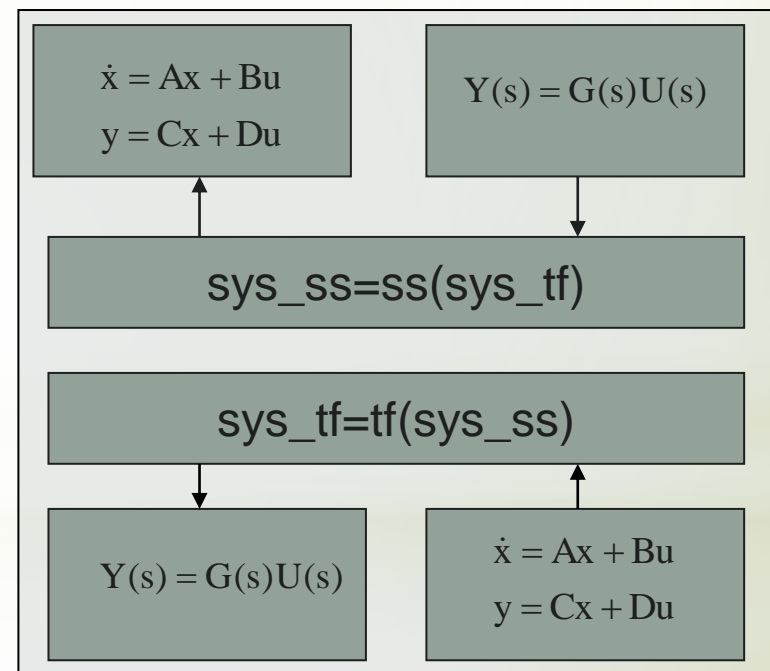 ẋ = Ax + Bu
y = Cx + Du
Y(s) = G(s)U(s)
sys_ss=ss(sys_tf)
sys_tf=tf(sys_ss)
Y(s) = G(s)U(s)
ẋ = Ax + Bu
y = Cx + Du